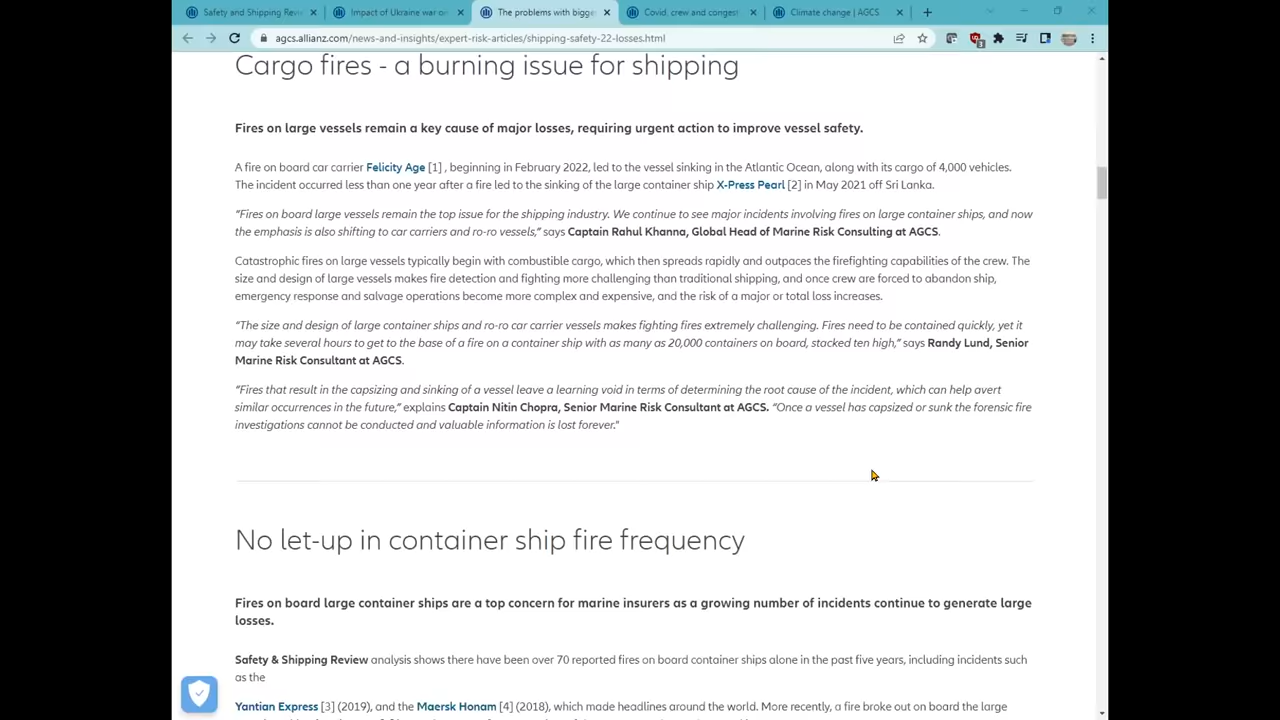 Safety and Shipping Revie
Impact of Ukraine war on
The problems with bigge
Covid, crew and congest
Climate change | AGCS
agcs.allianz.com/news-and-insights/expert-risk-articles/shipping-safety-22-losses.html
3
Cargo fires - a burning issue for shipping
Fires on large vessels remain a key cause of major losses, requiring urgent action to improve vessel safety.
A fire on board car carrier Felicity Age [1] , beginning in February 2022, led to the vessel sinking in the Atlantic Ocean, along with its cargo of 4,000 vehicles.
The incident occurred less than one year after a fire led to the sinking of the large container ship X-Press Pearl [2] in May 2021 off Sri Lanka.
“Fires on board large vessels remain the top issue for the shipping industry. We continue to see major incidents involving fires on large container ships, and now
the emphasis is also shifting to car carriers and ro-ro vessels,” says Captain Rahul Khanna, Global Head of Marine Risk Consulting at AGCS.
Catastrophic fires on large vessels typically begin with combustible cargo, which then spreads rapidly and outpaces the firefighting capabilities of the crew. The
size and design of large vessels makes fire detection and fighting more challenging than traditional shipping, and once crew are forced to abandon ship,
emergency response and salvage operations become more complex and expensive, and the risk of a major or total loss increases.
“The size and design of large container ships and ro-ro car carrier vessels makes fighting fires extremely challenging. Fires need to be contained quickly, yet it
may take several hours to get to the base of a fire on a container ship with as many as 20,000 containers on board, stacked ten high,” says Randy Lund, Senior
Marine Risk Consultant at AGCS.
“Fires that result in the capsizing and sinking of a vessel leave a learning void in terms of determining the root cause of the incident, which can help avert
similar occurrences in the future,” explains Captain Nitin Chopra, Senior Marine Risk Consultant at AGCS. “Once a vessel has capsized or sunk the forensic fire
investigations cannot be conducted and valuable information is lost forever."
No let-up in container ship fire frequency
Fires on board large container ships are a top concern for marine insurers as a growing number of incidents continue to generate large
losses.
Safety & Shipping Review analysis shows there have been over 70 reported fires on board container ships alone in the past five years, including incidents such
as the
Yantian Express [3] (2019), and the Maersk Honam [4] (2018), which made headlines around the world. More recently, a fire broke out on board the large